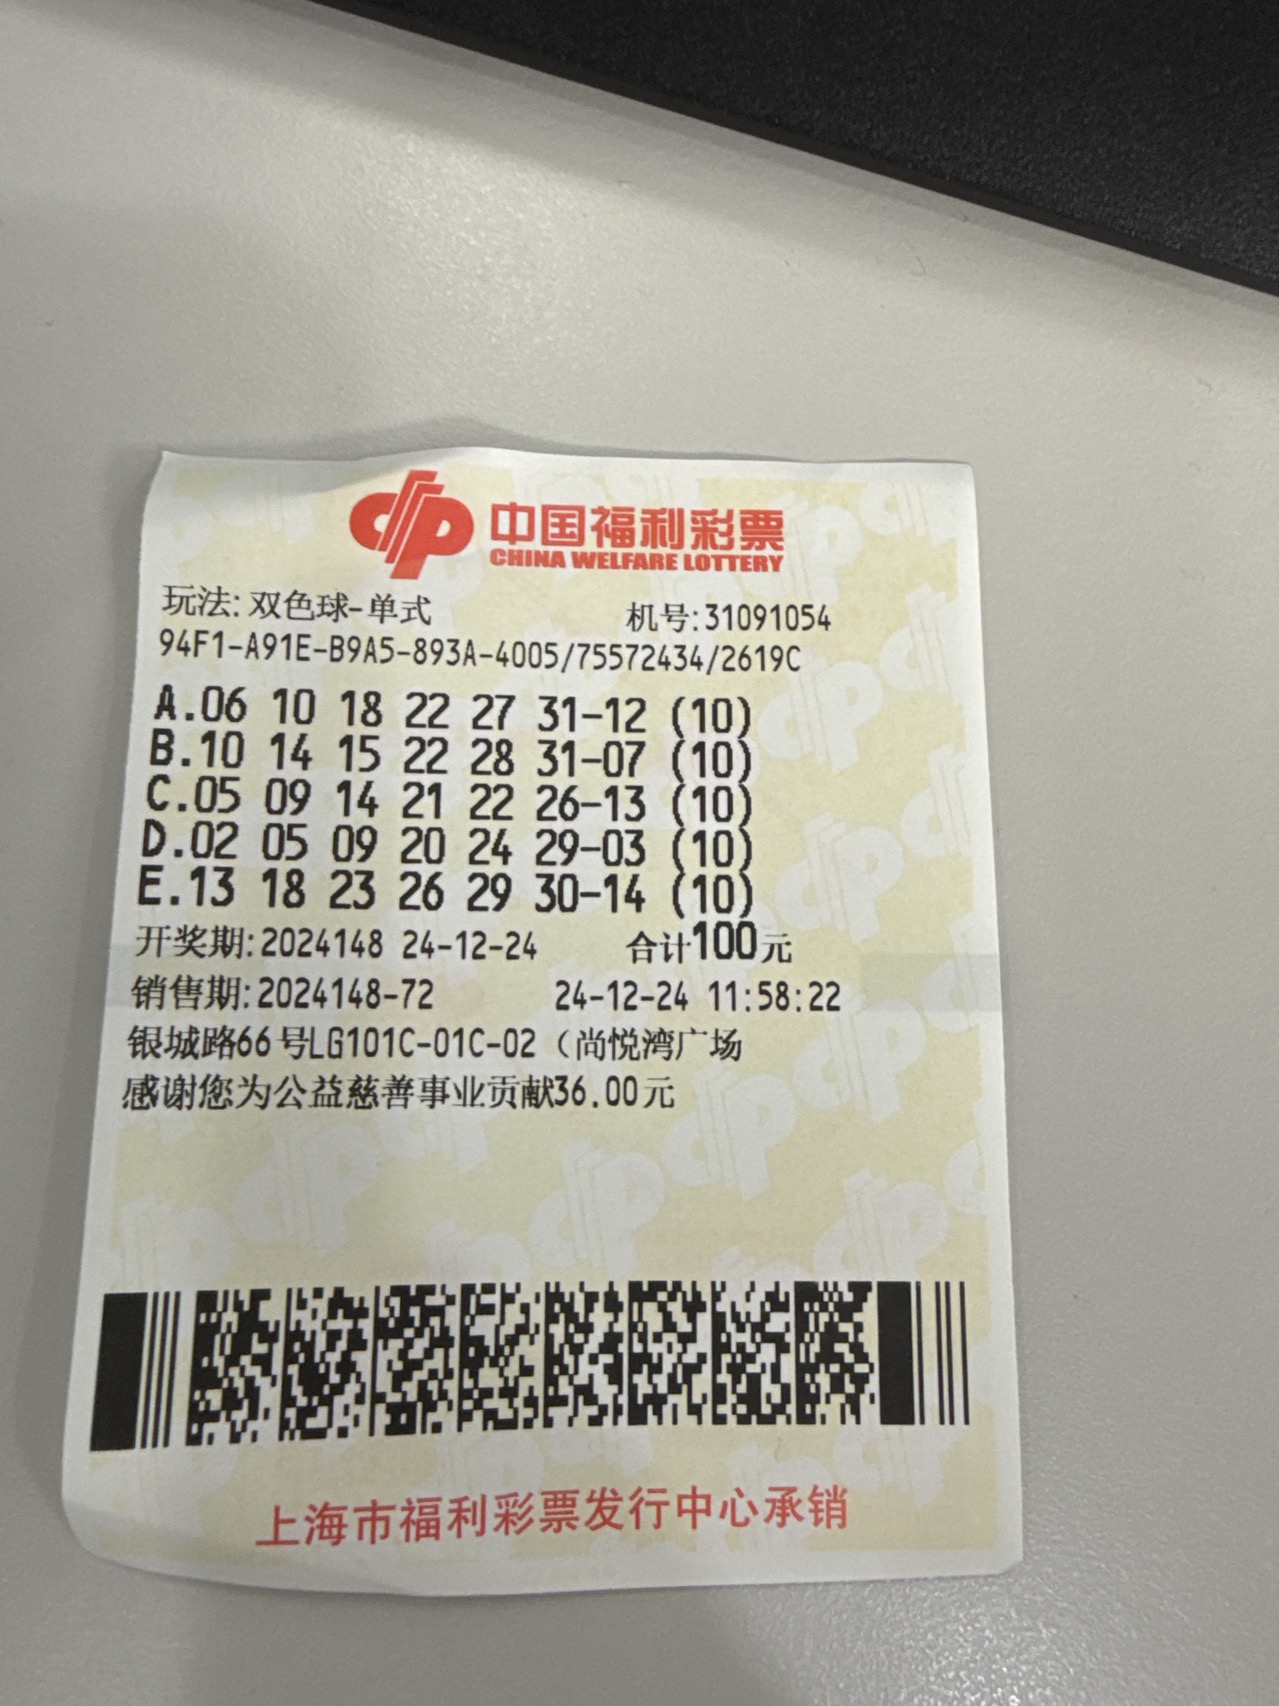 中国福利彩票
CHINA WELFARE LOTTERY
玩法: 双色球-单式 机号:31091054
94F1-A91E-B9A5-893A-4005/75572434/2619C
A.06 10 18 22 27 31-12 (10)
B.10 14 15 22 28 31-07 (10)
C.05 09 14 21 22 26-13 (10)
D.02 05 09 20 24 29-03 (10)
E.13 18 23 26 29 30-14 (10)
开奖期:2024148 24-12-24 合计100元
销售期:2024148-72 24-12-24 11:58:22
银城路66号LG101C-01C-02（尚悦湾广场
感谢您为公益慈善事业贡献36.00元
上海市福利彩票发行中心承销